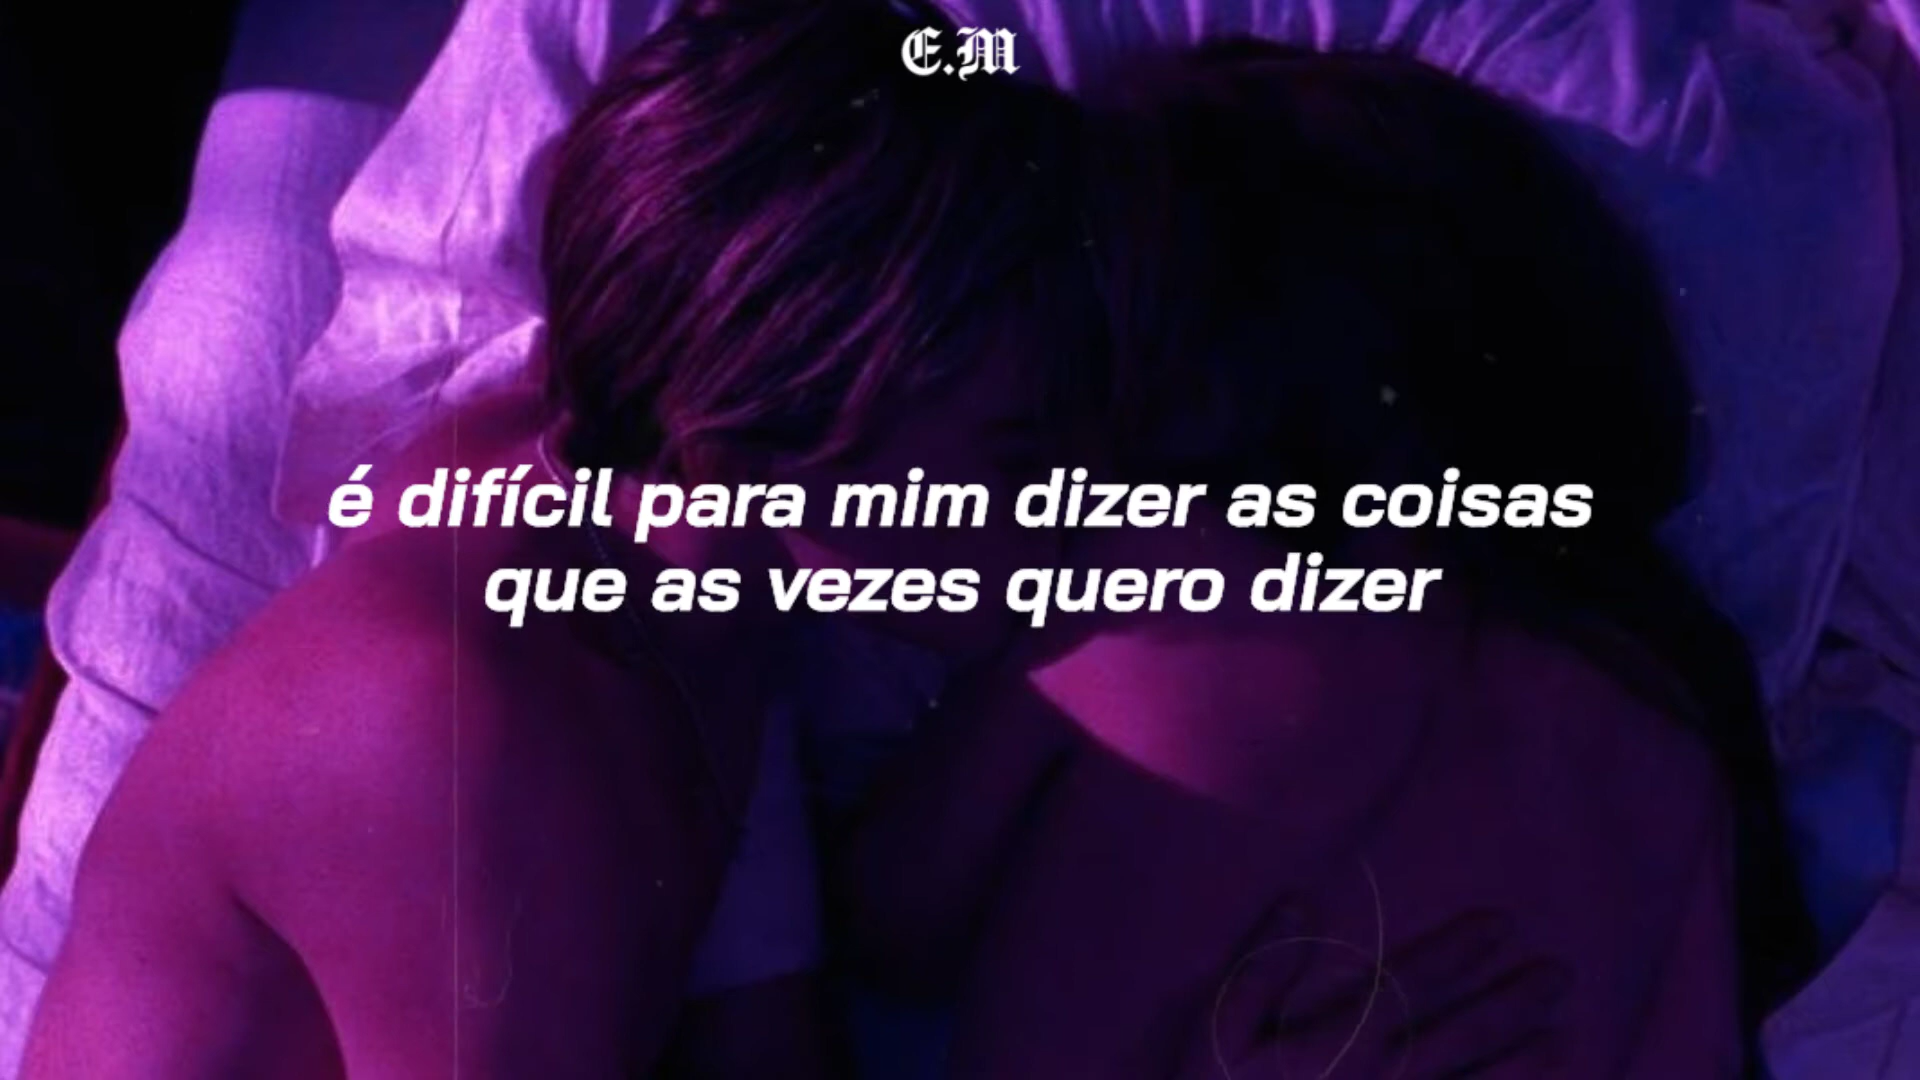 E.M
é difícil para mim dizer as coisas
que as vezes quero dizer